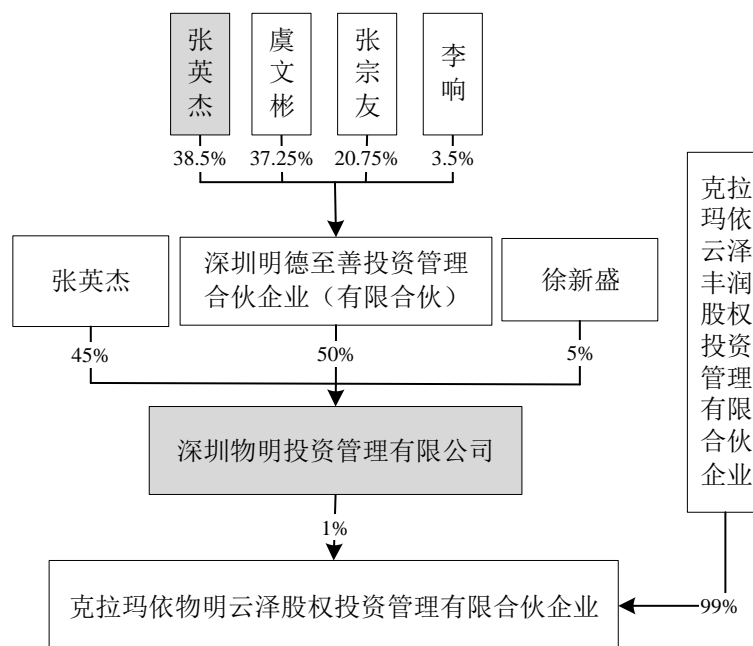 张英杰
虞文彬
张宗友
李响
38.5%
37.25%
20.75%
3.5%
张英杰
深圳明德至善投资管理
合伙企业（有限合伙）
徐新盛
克拉
玛依
云泽
丰润
股权
投资
管理
有限
合伙
企业
45%
50%
5%
深圳物明投资管理有限公司
1%
克拉玛依物明云泽股权投资管理有限合伙企业
99%